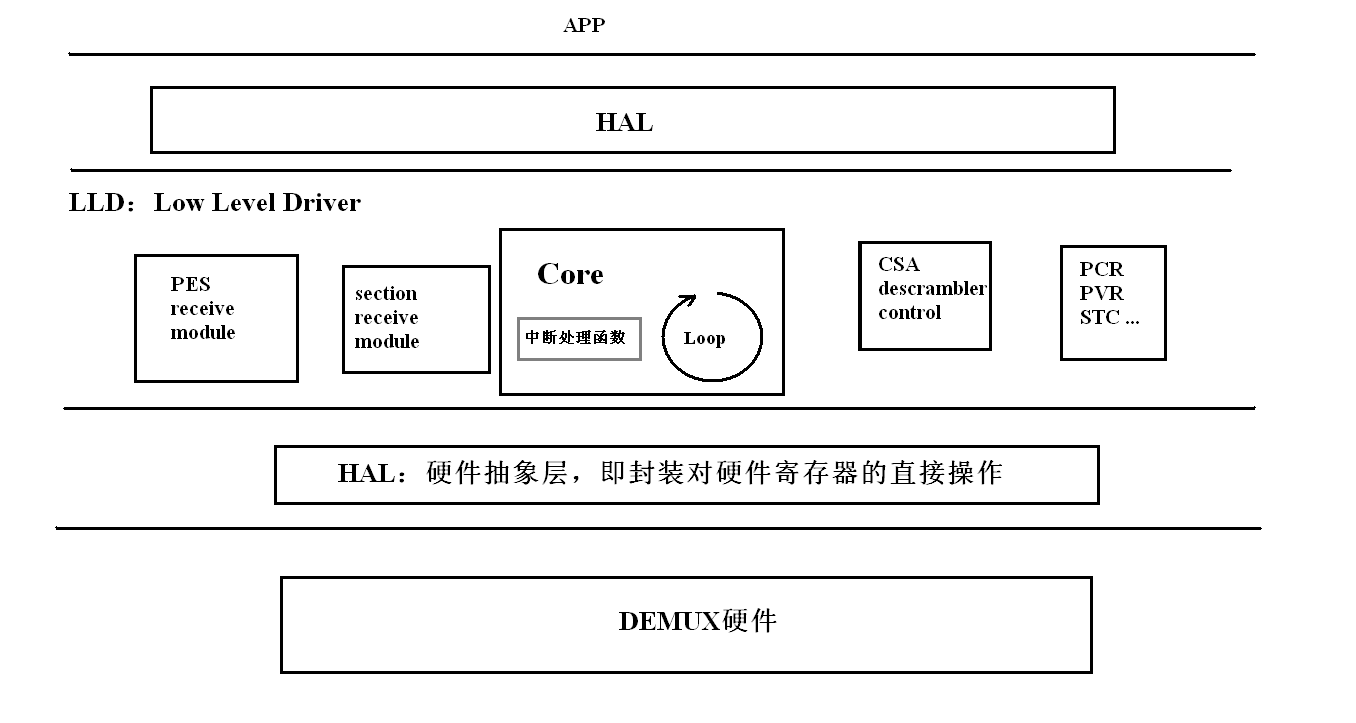 APP
HAL
LLD：Low Level Driver
PES
receive
module
section
receive
module
Core
中断处理函数
Loop
CSA
descrambler
control
PCR
PVR
STC ...
HAL：硬件抽象层，即封装对硬件寄存器的直接操作
DEMUX硬件